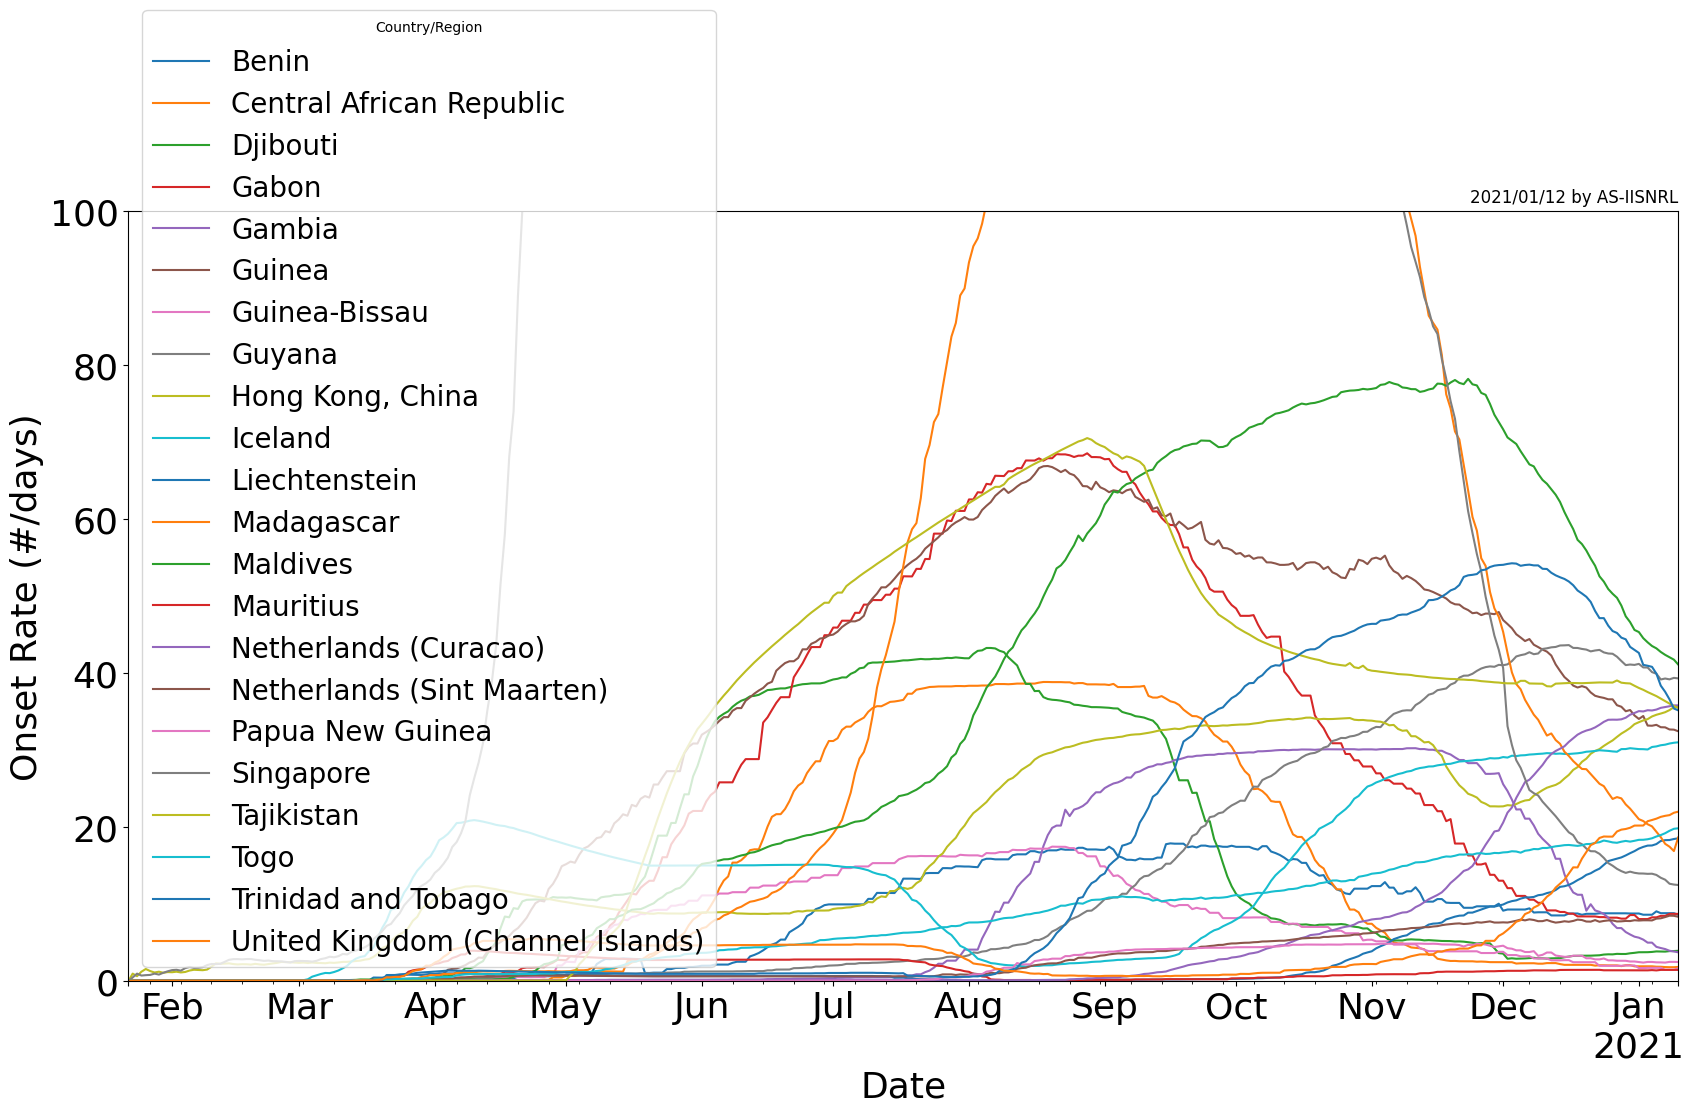 Country/Region
Benin
Central African Republic
Djibouti
Gabon
Gambia
Guinea
Guinea-Bissau
Guyana
Hong Kong, China
Iceland
Liechtenstein
Madagascar
Maldives
Mauritius
Netherlands (Curacao)
Netherlands (Sint Maarten)
Papua New Guinea
Singapore
Tajikistan
Togo
Trinidad and Tobago
United Kingdom (Channel Islands)
2021/01/12 by AS-IISNRL
100
80
60
40
20
0
Onset Rate (#/days)
Feb Mar Apr May Jun Jul Aug Sep Oct Nov Dec Jan
2021
Date